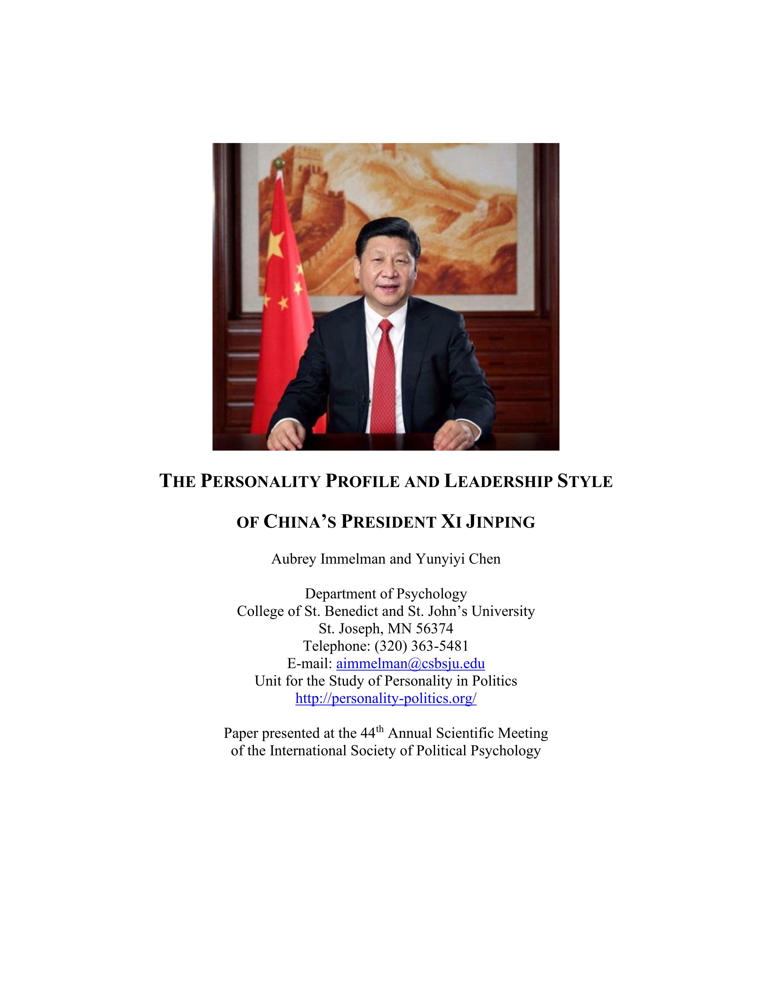 THE PERSONALITY PROFILE AND LEADERSHIP STYLE
OF CHINA’S PRESIDENT XI JINPING
Aubrey Immelman and Yunyiyi Chen
Department of Psychology
College of St. Benedict and St. John’s University
St. Joseph, MN 56374
Telephone: (320) 363-5481
E-mail: aimmelman@csbsju.edu
Unit for the Study of Personality in Politics
http://personality-politics.org/
Paper presented at the 44th Annual Scientific Meeting
of the International Society of Political Psychology